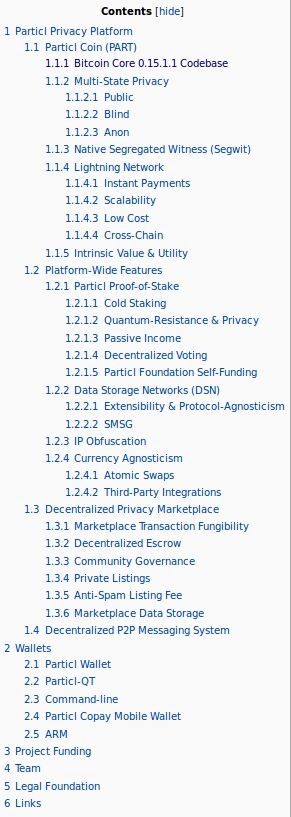 Contents [hide]
1 Particl Privacy Platform
1.1 Particl Coin (PART)
1.1.1 Bitcoin Core 0.15.1.1 Codebase
1.1.2 Multi-State Privacy
1.1.2.1 Public
1.1.2.2 Blind
1.1.2.3 Anon
1.1.3 Native Segregated Witness (Segwit)
1.1.4 Lightning Network
1.1.4.1 Instant Payments
1.1.4.2 Scalability
1.1.4.3 Low Cost
1.1.4.4 Cross-Chain
1.1.5 Intrinsic Value & Utility
1.2 Platform-Wide Features
1.2.1 Particl Proof-of-Stake
1.2.1.1 Cold Staking
1.2.1.2 Quantum-Resistance & Privacy
1.2.1.3 Passive Income
1.2.1.4 Decentralized Voting
1.2.1.5 Particl Foundation Self-Funding
1.2.2 Data Storage Networks (DSN)
1.2.2.1 Extensibility & Protocol-Agnosticism
1.2.2.2 SMSG
1.2.3 IP Obfuscation
1.2.4 Currency Agnosticism
1.2.4.1 Atomic Swaps
1.2.4.2 Third-Party Integrations
1.3 Decentralized Privacy Marketplace
1.3.1 Marketplace Transaction Fungibility
1.3.2 Decentralized Escrow
1.3.3 Community Governance
1.3.4 Private Listings
1.3.5 Anti-Spam Listing Fee
1.3.6 Marketplace Data Storage
1.4 Decentralized P2P Messaging System
2 Wallets
2.1 Particl Wallet
2.2 Particl-QT
2.3 Command-line
2.4 Particl Copay Mobile Wallet
2.5 ARM
3 Project Funding
4 Team
5 Legal Foundation
6 Links